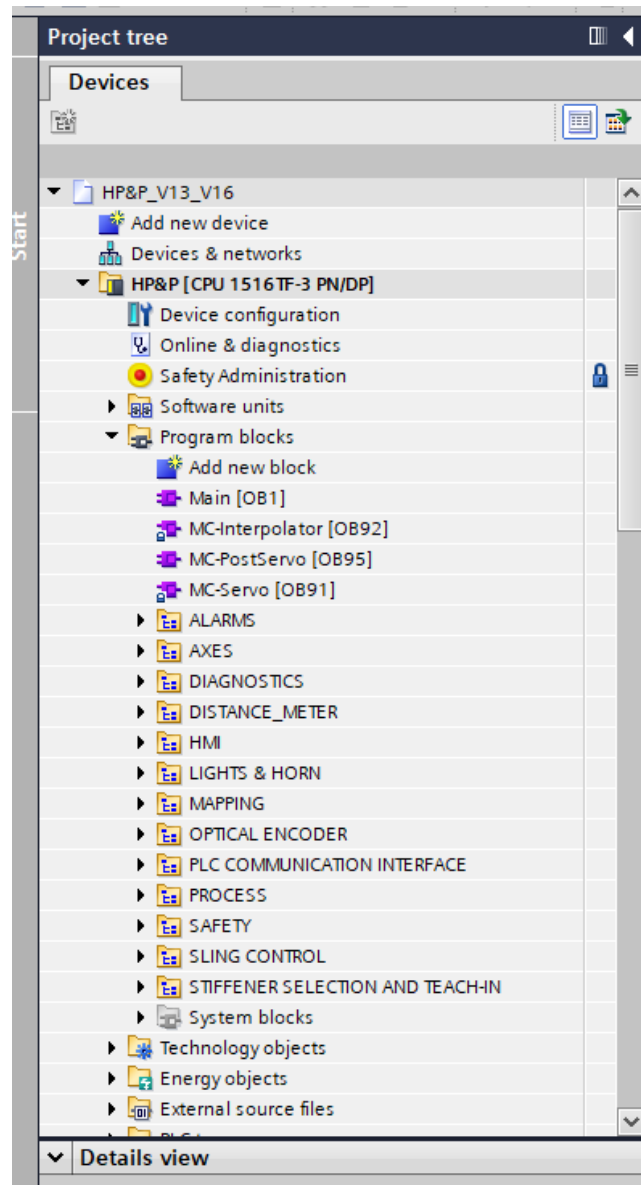 Project tree
Devices
Start
HP&P_V13_V16
Add new device
Devices & networks
HP&P [CPU 1516TF-3 PN/DP]
Device configuration
Online & diagnostics
Safety Administration
Software units
Program blocks
Add new block
Main [OB1]
MC-Interpolator [OB92]
MC-PostServo [OB95]
MC-Servo [OB91]
ALARMS
AXES
DIAGNOSTICS
DISTANCE_METER
HMI
LIGHTS & HORN
MAPPING
OPTICAL ENCODER
PLC COMMUNICATION INTERFACE
PROCESS
SAFETY
SLING CONTROL
STIFFENER SELECTION AND TEACH-IN
System blocks
Technology objects
Energy objects
External source files
Details view